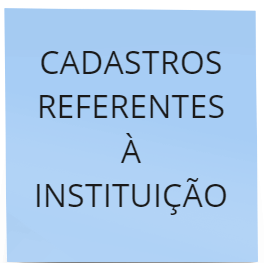 CADASTROS
REFERENTES
À
INSTITUIÇÃO